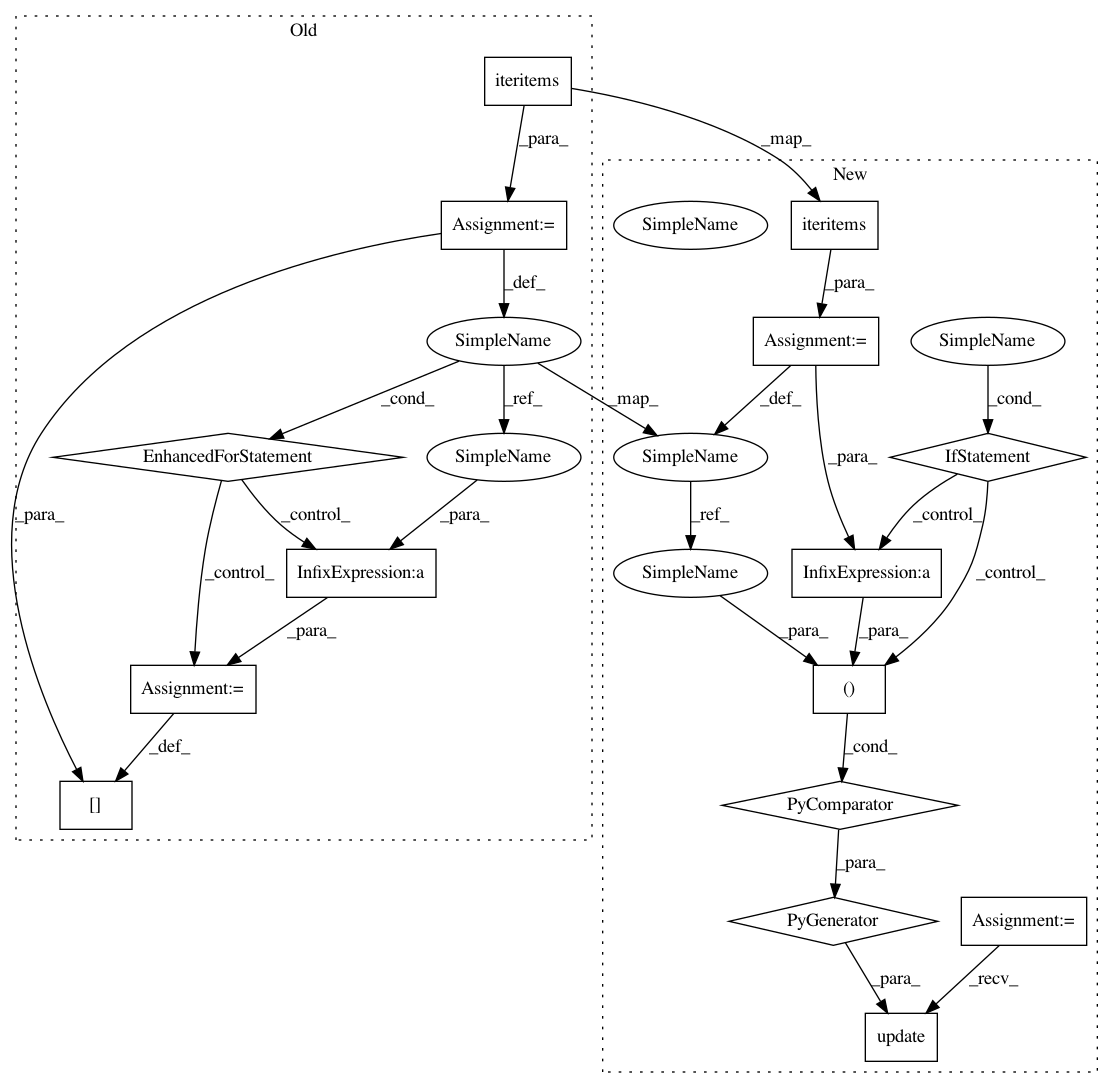 Old
iteritems
_para_
_map_
New
Assignment:=
SimpleName
iteritems
_def_
_para_
SimpleName
Assignment:=
SimpleName
_cond_
_ref_
_map_
_def_
_cond_
EnhancedForStatement
SimpleName
SimpleName
_para_
IfStatement
_para_
_control_
_para_
_ref_
_control_
_control_
InfixExpression:a
SimpleName
InfixExpression:a
_control_
_para_
_para_
_para_
Assignment:=
()
_def_
_cond_
[]
PyComparator
_para_
PyGenerator
Assignment:=
_para_
_recv_
update